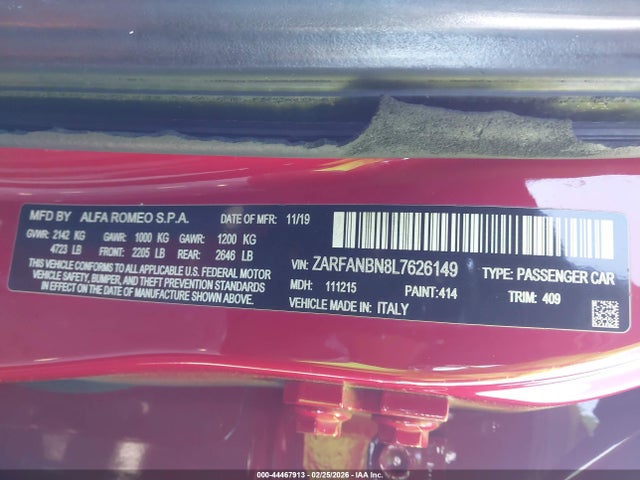 MFD BY ALFA ROMEO S.P.A. DATE OF MFR: 11/19
GVWR: 2142 KG GAWR: 1000 KG GAWR: 1200 KG
4723 LB FRONT: 2205 LB REAR: 2646 LB
THIS VEHICLE CONFORMS TO ALL APPLICABLE U.S. FEDERAL MOTOR
VEHICLE SAFETY, BUMPER, AND THEFT PREVENTION STANDARDS
IN EFFECT ON THE DATE OF MANUFACTURE SHOWN ABOVE.
VIN: ZARFANBN8L7626149 TYPE: PASSENGER CAR
MDH: 111215 PAINT: 414 TRIM: 409
VEHICLE MADE IN: ITALY
000-44467913 - 02/25/2026 - IAA Inc.